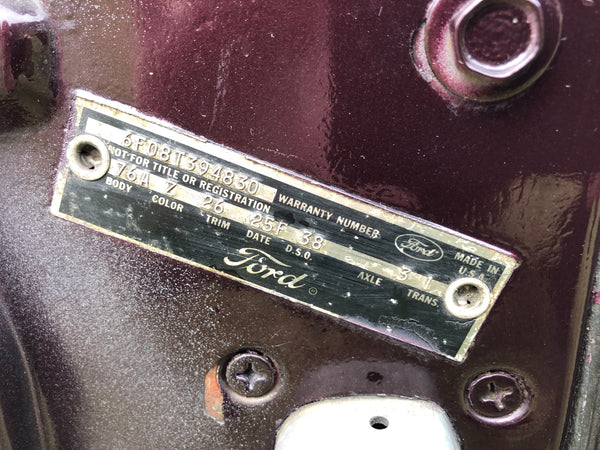 6F08T394830
NOT FOR TITLE OR REGISTRATION WARRANTY NUMBER
Ford MADE IN U.S.A.
76A Z 26 25F 38 3 1
BODY COLOR TRIM DATE D.S.O. AXLE TRANS.
Ford ©